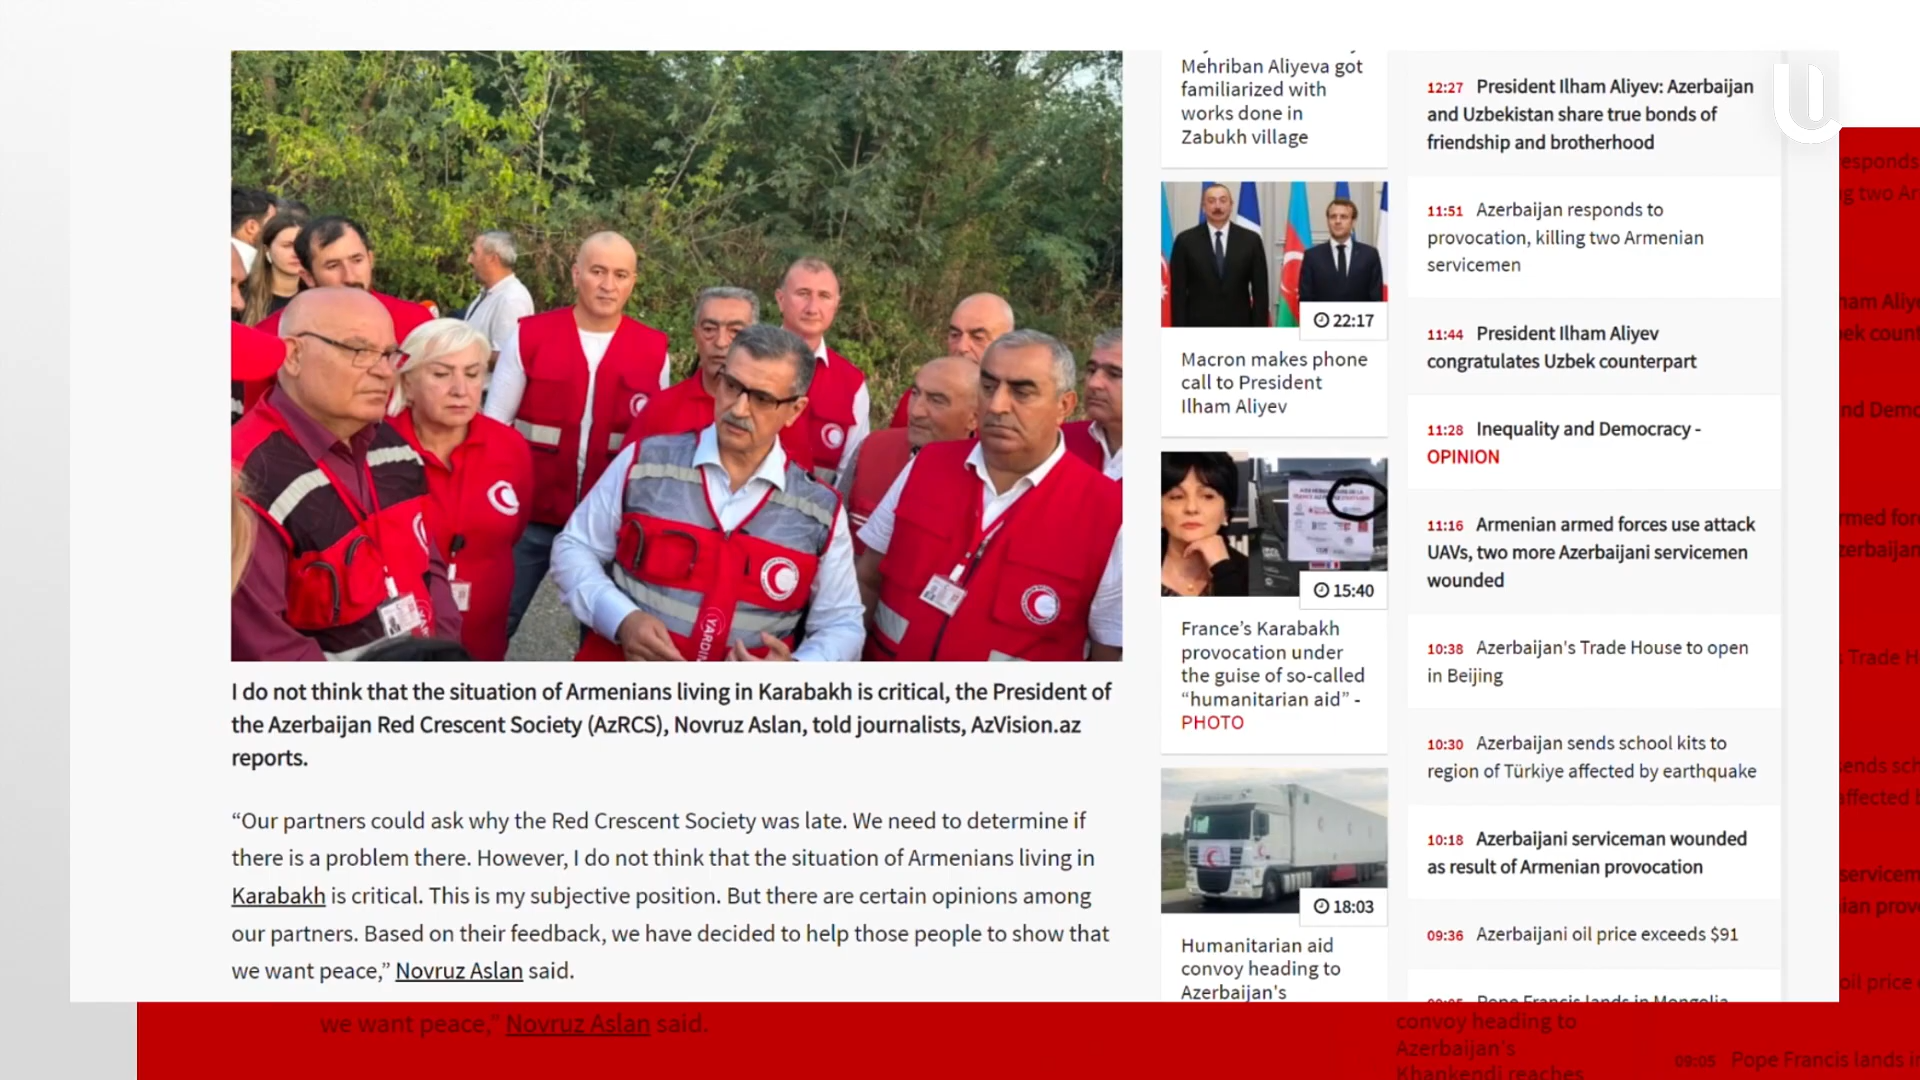 I do not think that the situation of Armenians living in Karabakh is critical, the President of
the Azerbaijan Red Crescent Society (AzRCS), Novruz Aslan, told journalists, AzVision.az
reports.
“Our partners could ask why the Red Crescent Society was late. We need to determine if
there is a problem there. However, I do not think that the situation of Armenians living in
Karabakh is critical. This is my subjective position. But there are certain opinions among
our partners. Based on their feedback, we have decided to help those people to show that
we want peace,” Novruz Aslan said.
Mehriban Aliyeva got
familiarized with
works done in
Zabukh village
22:17
Macron makes phone
call to President
Ilham Aliyev
15:40
France’s Karabakh
provocation under
the guise of so-called
“humanitarian aid” -
PHOTO
18:03
Humanitarian aid
convoy heading to
Azerbaijan's
12:27 President Ilham Aliyev: Azerbaijan
and Uzbekistan share true bonds of
friendship and brotherhood
11:51 Azerbaijan responds to
provocation, killing two Armenian
servicemen
11:44 President Ilham Aliyev
congratulates Uzbek counterpart
11:28 Inequality and Democracy -
OPINION
11:16 Armenian armed forces use attack
UAVs, two more Azerbaijani servicemen
wounded
10:38 Azerbaijan's Trade House to open
in Beijing
10:30 Azerbaijan sends school kits to
region of Türkiye affected by earthquake
10:18 Azerbaijani serviceman wounded
as result of Armenian provocation
09:36 Azerbaijani oil price exceeds $91
09:05 Pope Francis lands in Mongolia
we want peace,” Novruz Aslan said.
convoy heading to
Azerbaijan's
Khankendi reaches
09:05 Pope Francis lands in